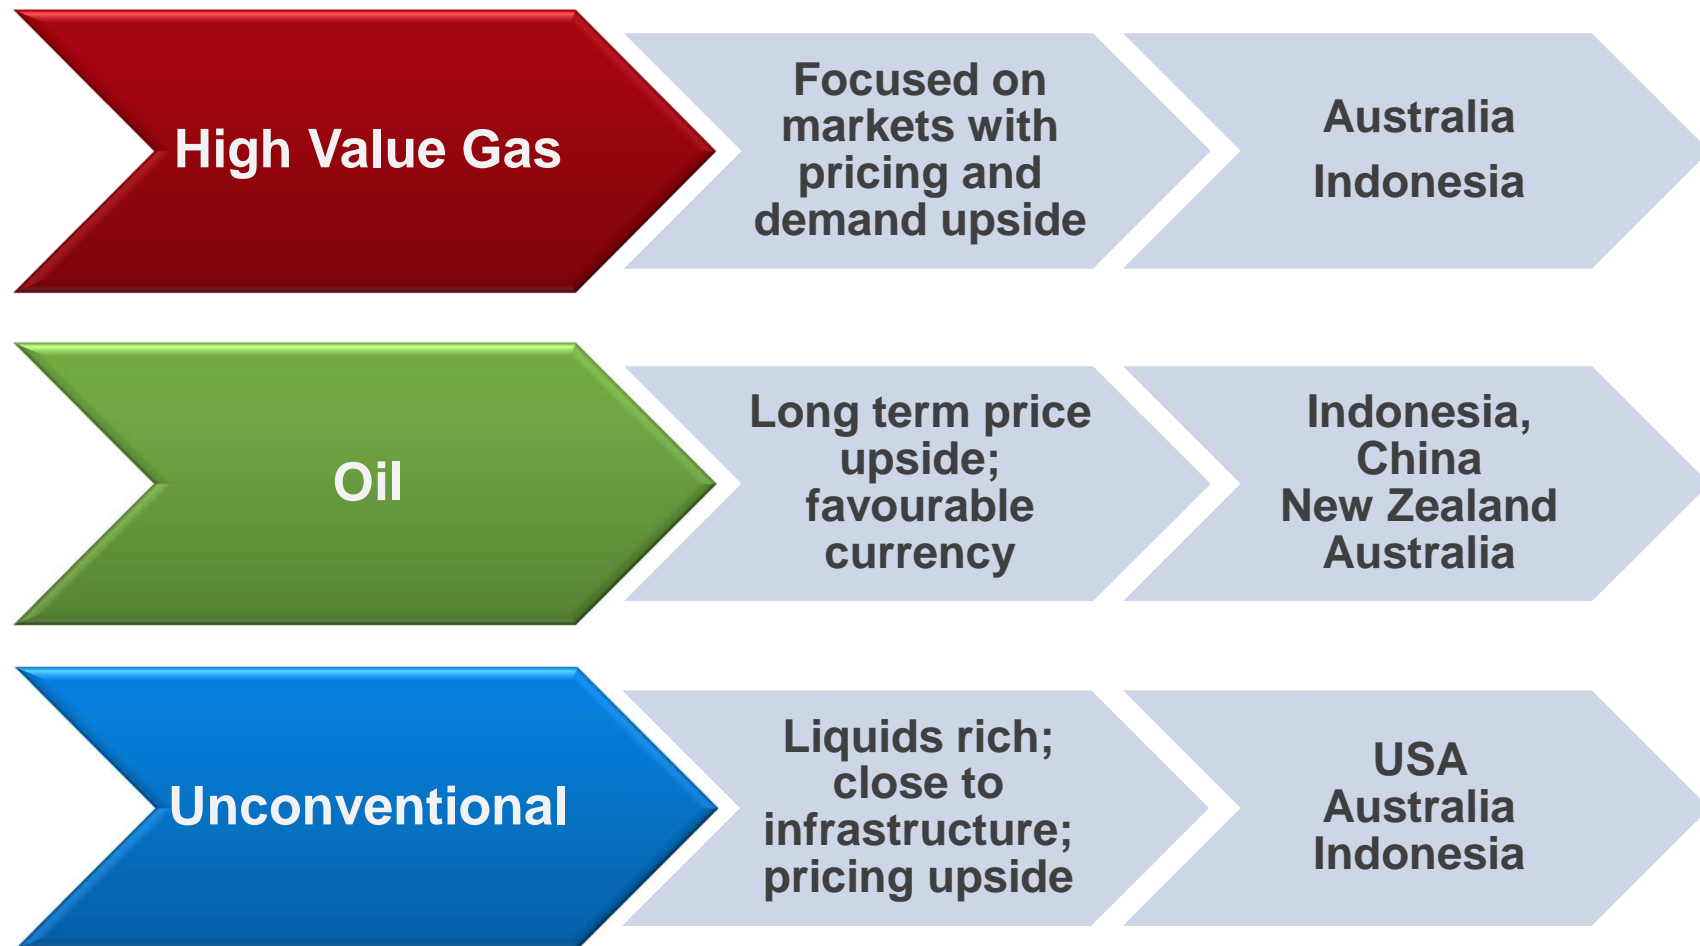 High Value Gas
Focused on
markets with
pricing and
demand upside
Australia
Indonesia
Oil
Long term price
upside;
favourable
currency
Indonesia,
China
New Zealand
Australia
Unconventional
Liquids rich;
close to
infrastructure;
pricing upside
USA
Australia
Indonesia